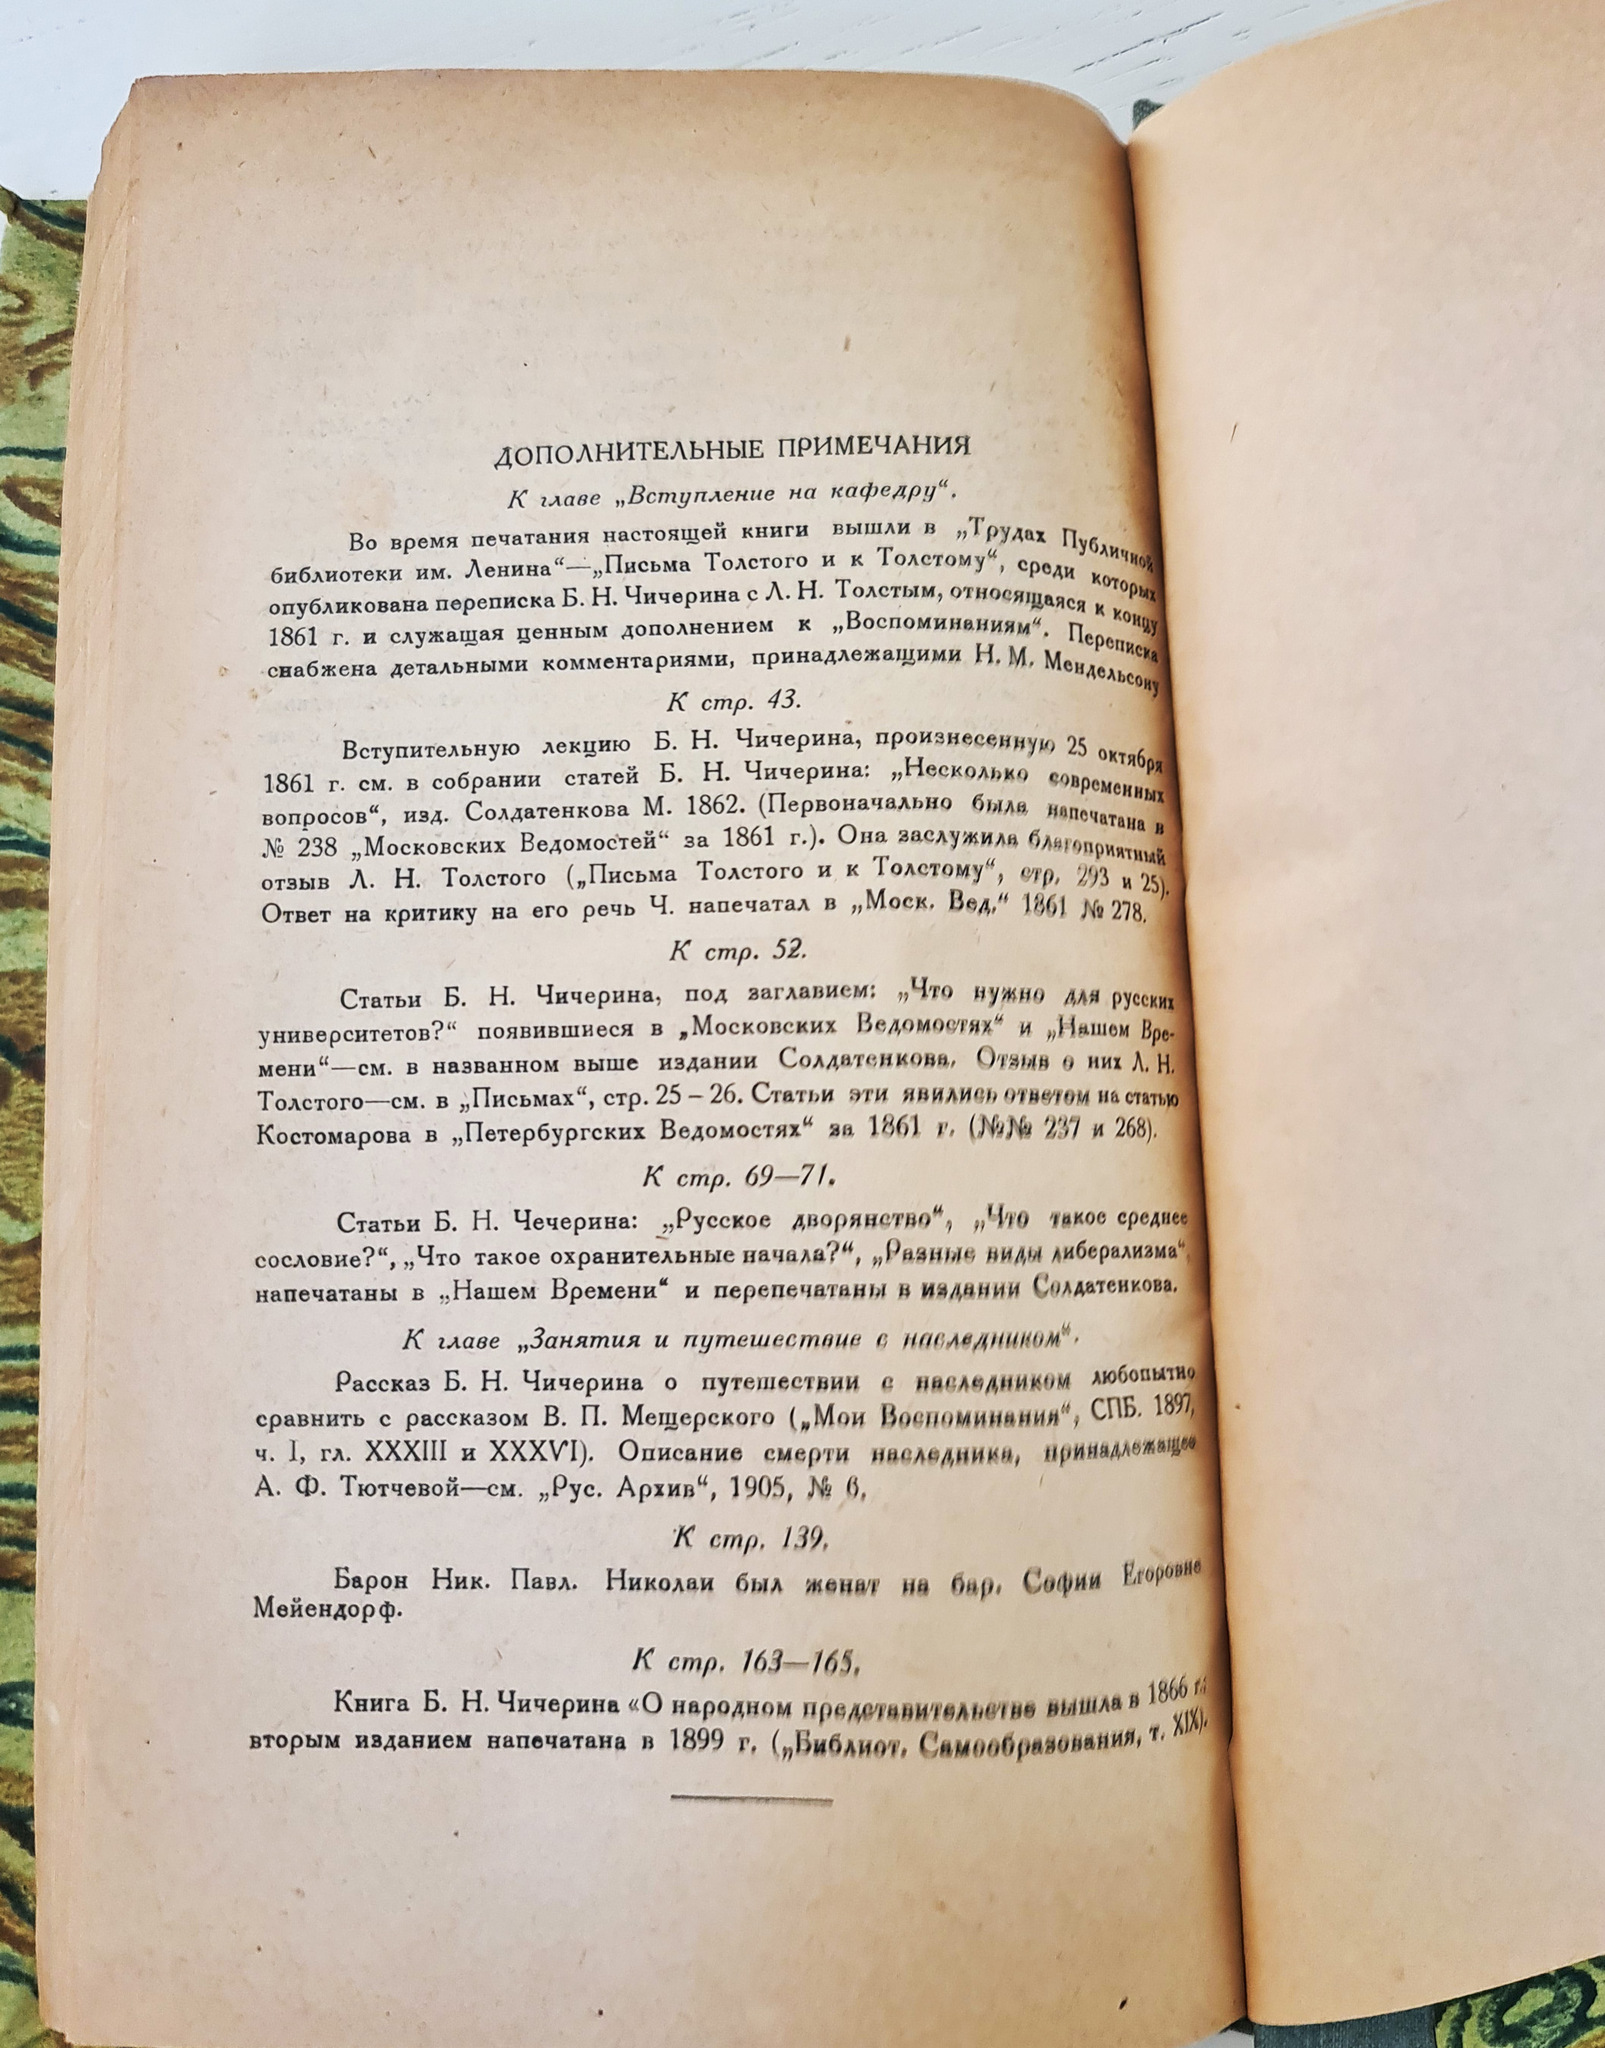 ДОПОЛНИТЕЛЬНЫЕ ПРИМЕЧАНИЯ
К главе „Вступление на кафедру“.
Во время печатания настоящей книги вышли в „Трудах Публичной
библиотеки им. Ленина“—„Письма Толстого и к Толстому“, среди которых
опубликована переписка Б. Н. Чичерина с Л. Н. Толстым, относящаяся к концу
1861 г. и служащая ценным дополнением к „Воспоминаниям“. Переписка
снабжена детальными комментариями, принадлежащими Н. М. Мендельсону
К стр. 43.
Вступительную лекцию Б. Н. Чичерина, произнесенную 25 октября
1861 г. см. в собрании статей Б. Н. Чичерина: „Несколько современных
вопросов“, изд. Солдатенкова М. 1862. (Первоначально была напечатана в
№ 238 „Московских Ведомостей“ за 1861 г.). Она заслужила благоприятный
отзыв Л. Н. Толстого („Письма Толстого и к Толстому“, стр. 293 и 25).
Ответ на критику на его речь Ч. напечатал в „Моск. Вед.“ 1861 № 278.
К стр. 52.
Статьи Б. Н. Чичерина, под заглавием: „Что нужно для русских
университетов?“ появившиеся в „Московских Ведомостях“ и „Нашем Вре-
мени“—см. в названном выше издании Солдатенкова. Отзыв о них Л. Н.
Толстого—см. в „Письмах“, стр. 25 – 26. Статьи эти явились ответом на статью
Костомарова в „Петербургских Ведомостях“ за 1861 г. (№№ 237 и 268).
К стр. 69—71.
Статьи Б. Н. Чечерина: „Русское дворянство“, „Что такое среднее
сословие?“, „Что такое охранительные начала?“, „Разные виды либерализма“,
напечатаны в „Нашем Времени“ и перепечатаны в издании Солдатенкова.
К главе „Занятия и путешествие с наследником“.
Рассказ Б. Н. Чичерина о путешествии с наследником любопытно
сравнить с рассказом В. П. Мещерского („Мои Воспоминания“, СПБ. 1897,
ч. I, гл. XXXIII и XXXVI). Описание смерти наследника, принадлежащее
А. Ф. Тютчевой—см. „Рус. Архив“, 1905, № 6.
К стр. 139.
Барон Ник. Павл. Николаи был женат на бар. Софии Егоровне
Мейендорф.
К стр. 163—165.
Книга Б. Н. Чичерина «О народном представительстве вышла в 1866 г.;
вторым изданием напечатана в 1899 г. („Библиот. Самообразования, т. XIX).